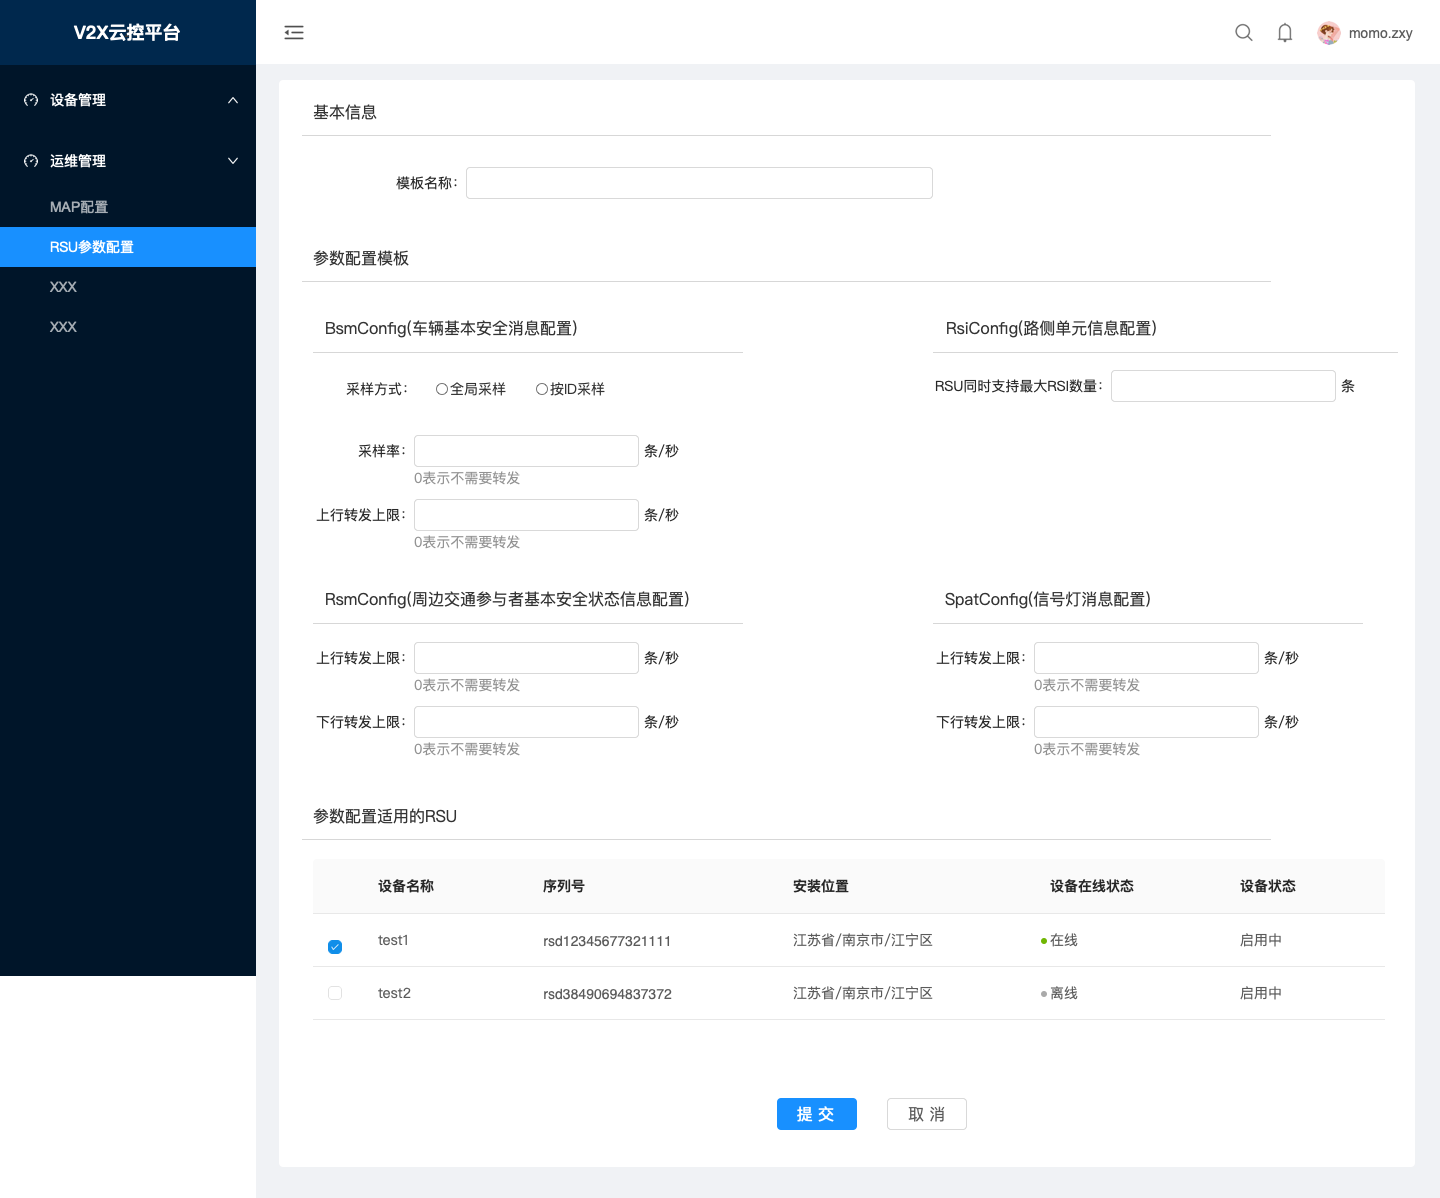 V2X云控平台
momo.zxy
设备管理
运维管理
MAP配置
RSU参数配置
XXX
XXX
基本信息
模板名称:
参数配置模板
BsmConfig(车辆基本安全消息配置)
采样方式: 全局采样 按ID采样
采样率: 条/秒
0表示不需要转发
上行转发上限: 条/秒
0表示不需要转发
RsiConfig(路侧单元信息配置)
RSU同时支持最大RSI数量: 条
RsmConfig(周边交通参与者基本安全状态信息配置)
上行转发上限: 条/秒
0表示不需要转发
下行转发上限: 条/秒
0表示不需要转发
SpatConfig(信号灯消息配置)
上行转发上限: 条/秒
0表示不需要转发
下行转发上限: 条/秒
0表示不需要转发
参数配置适用的RSU
设备名称 序列号 安装位置 设备在线状态 设备状态
test1 rsd12345677321111 江苏省/南京市/江宁区 在线 启用中
test2 rsd38490694837372 江苏省/南京市/江宁区 离线 启用中
提 交 取 消